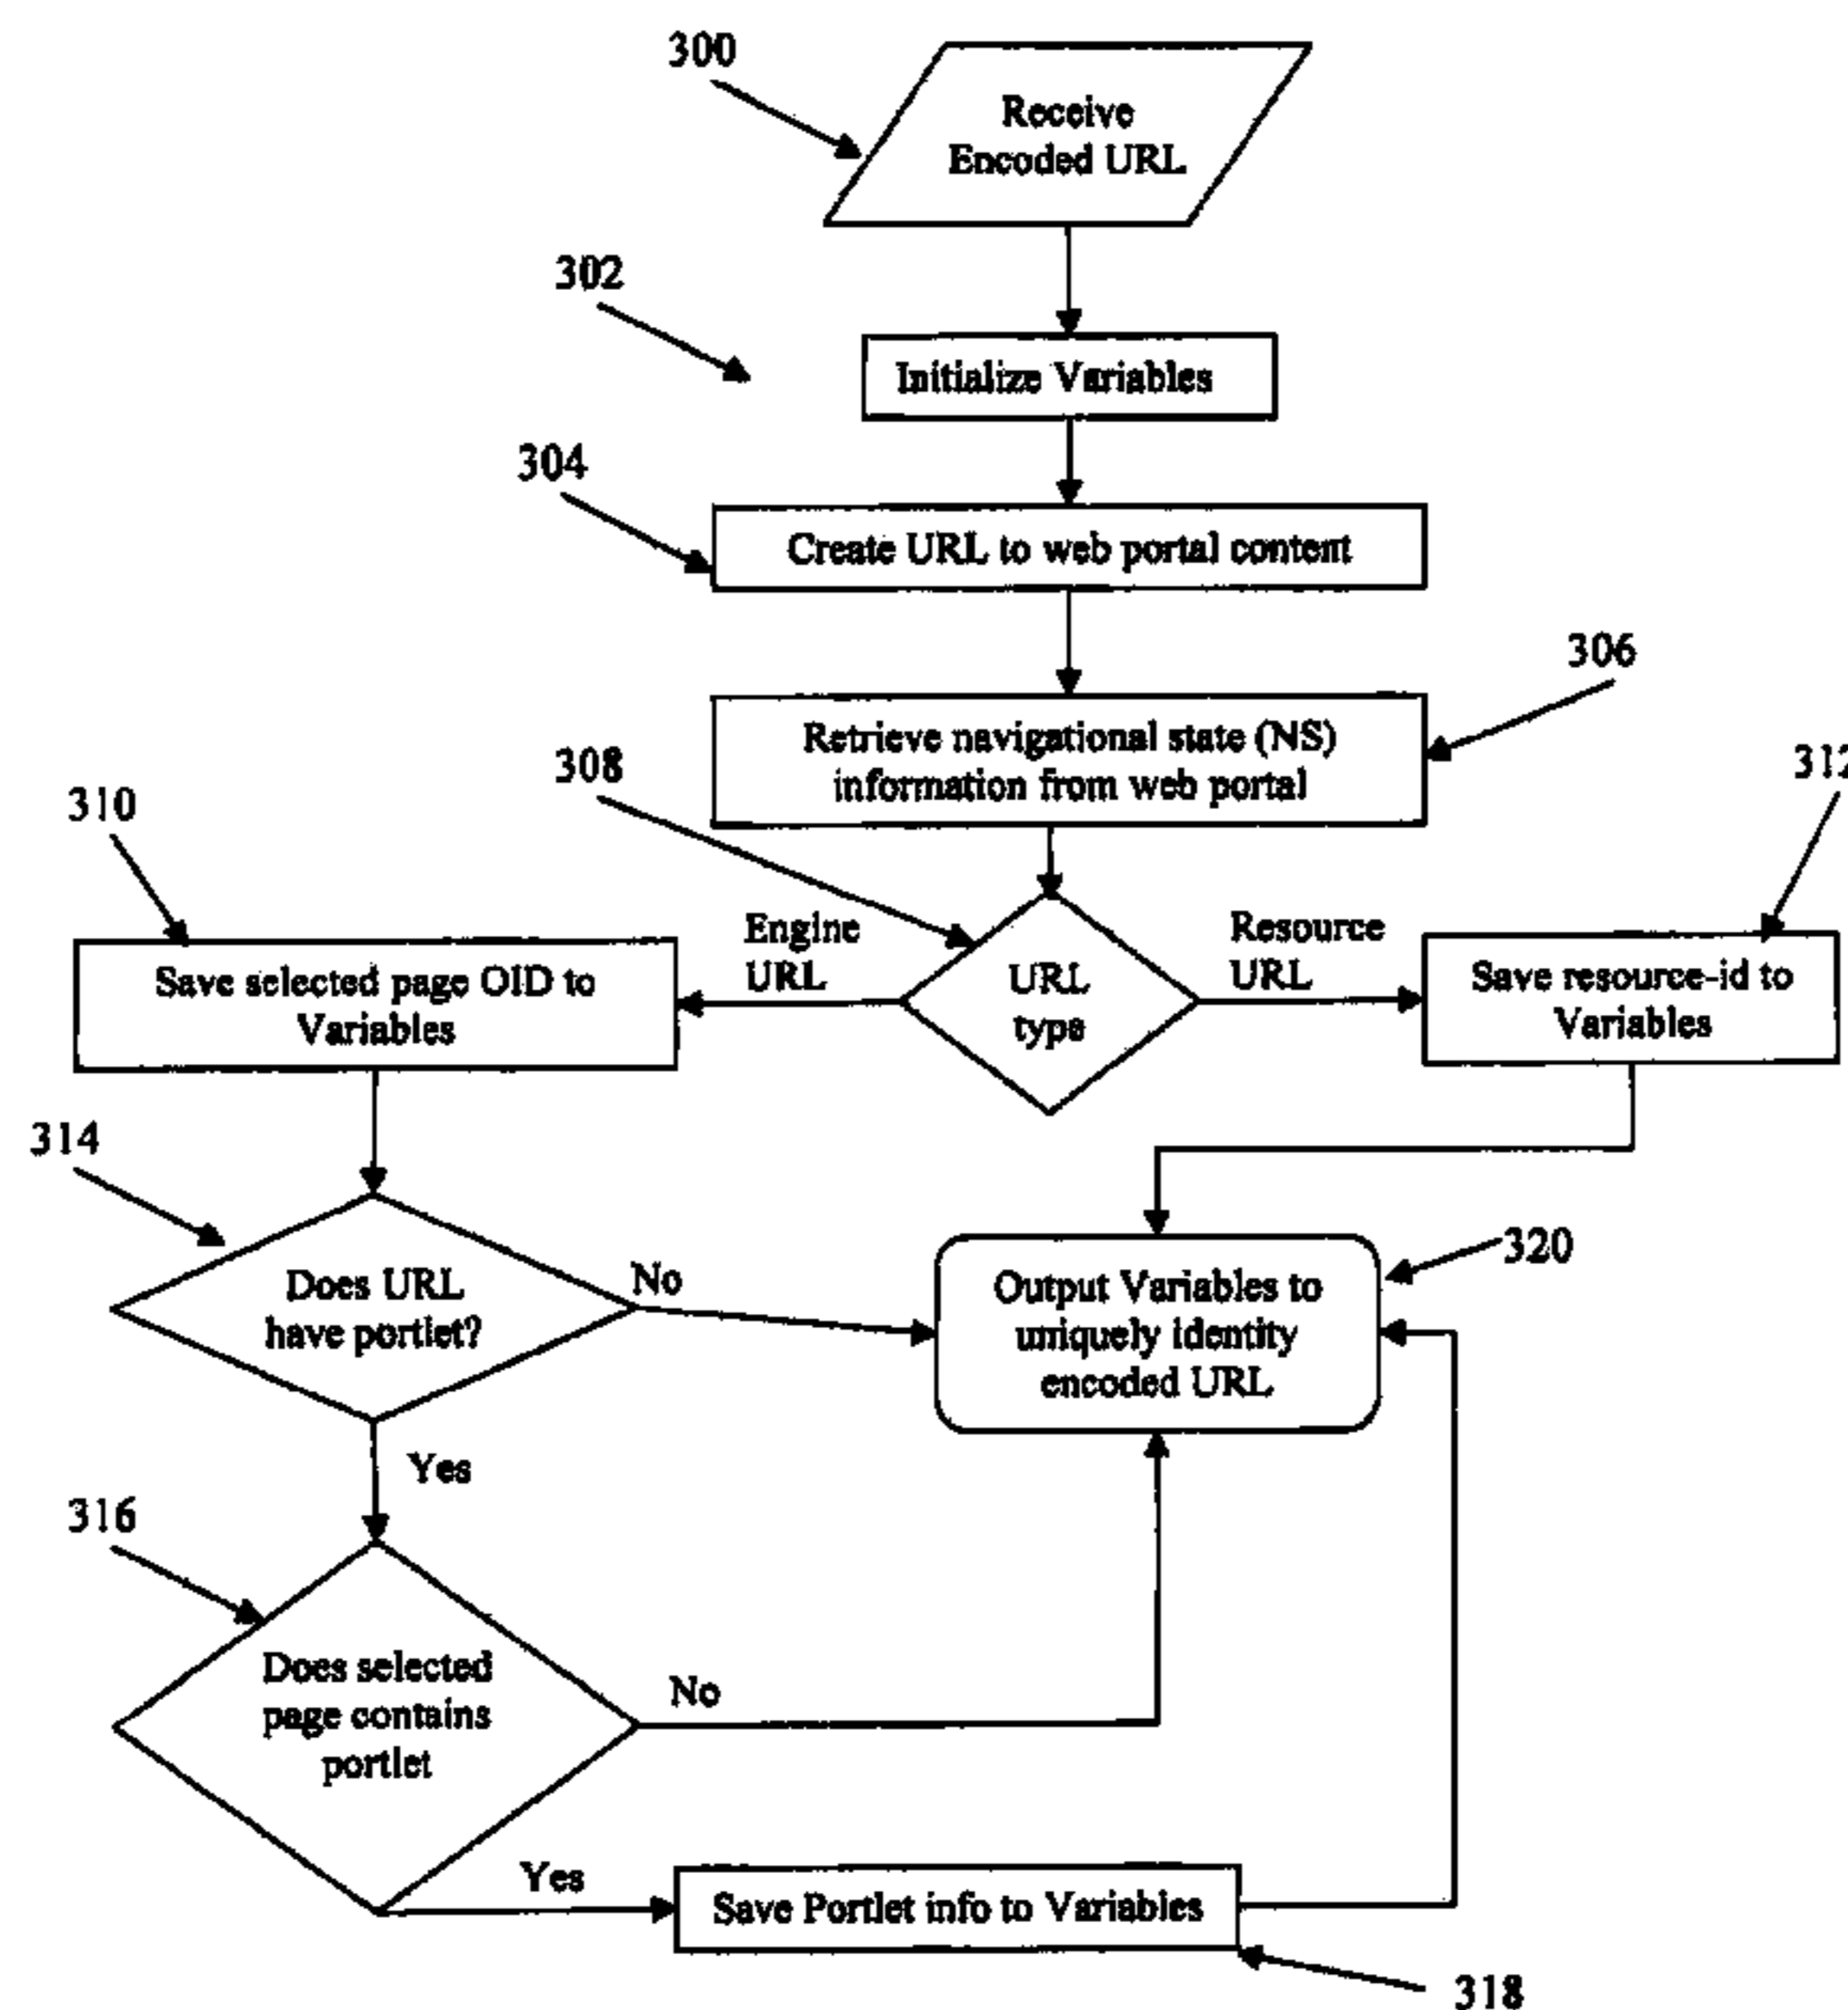 300
Receive
Encoded URL
302
Initialize Variables
304
Create URL to web portal content
306
Retrieve navigational state (NS)
information from web portal
308
312
310
Engine
URL
Resource
URL
Save selected page OID to
Variables
URL
type
Save resource-id to
Variables
314
320
Does URL
have portlet?
No
Output Variables to
uniquely identity
encoded URL
Yes
316
Does selected
page contains
portlet
No
Yes
Save Portlet info to Variables
318